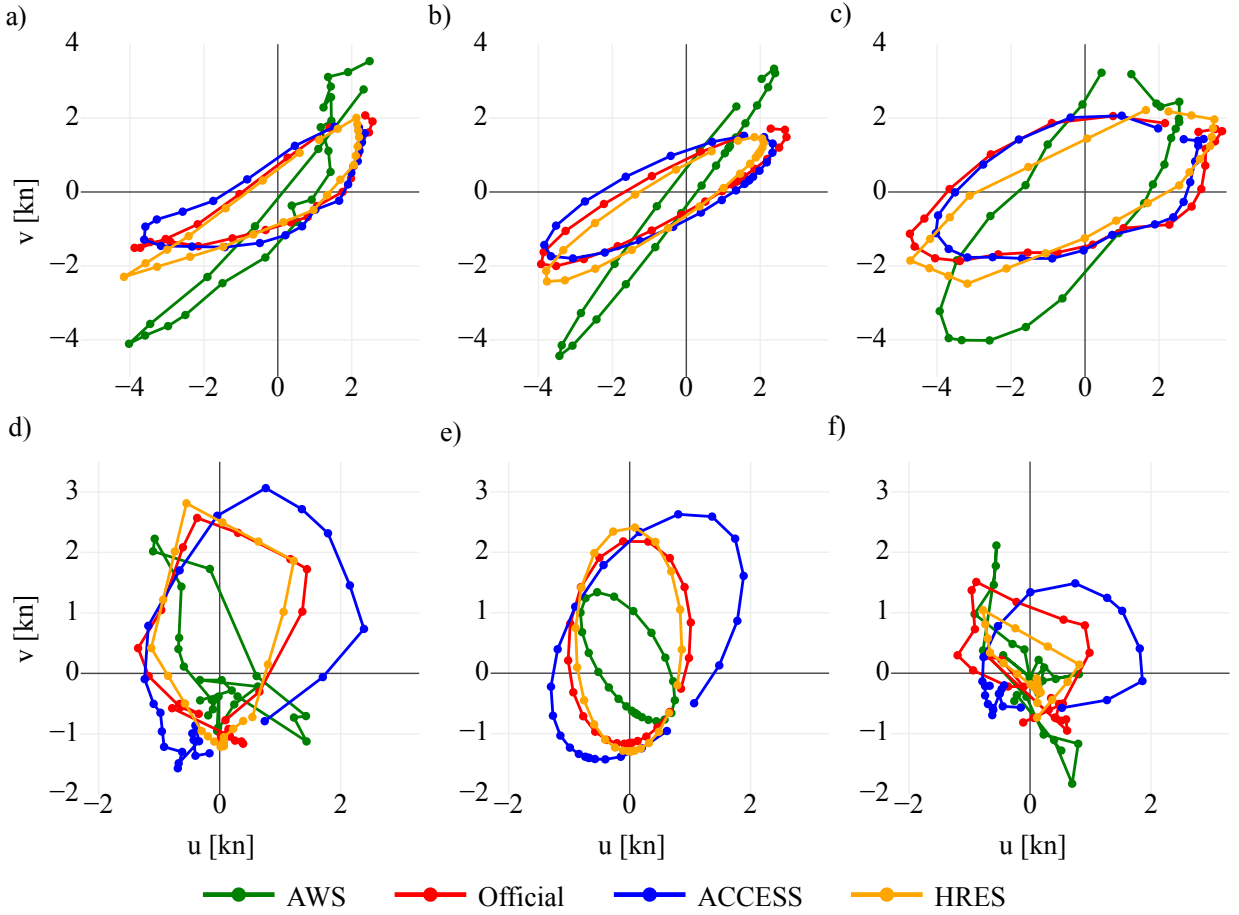 a) b) c)
4 4 4
2 2 2
0 0 0
−2 −2 −2
−4 −4 −4
v [kn]
−4 −2 0 2 −4 −2 0 2 −4 −2 0 2
d) e) f)
3 3 3
2 2 2
1 1 1
0 0 0
−1 −1 −1
−2 −2 −2
v [kn]
−2 0 2 −2 0 2 −2 0 2
u [kn] u [kn] u [kn]
AWS Official ACCESS HRES